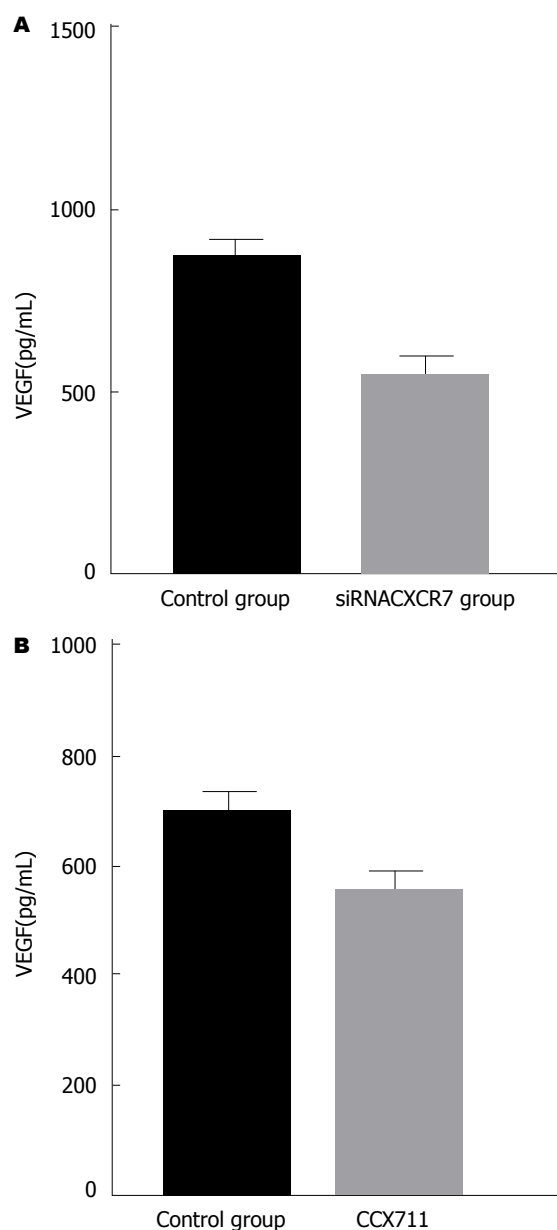 A
1500
1000
500
0
VEGF(pg/mL)
Control group siRNACXCR7 group
B
1000
800
600
400
200
0
VEGF(pg/mL)
Control group CCX711